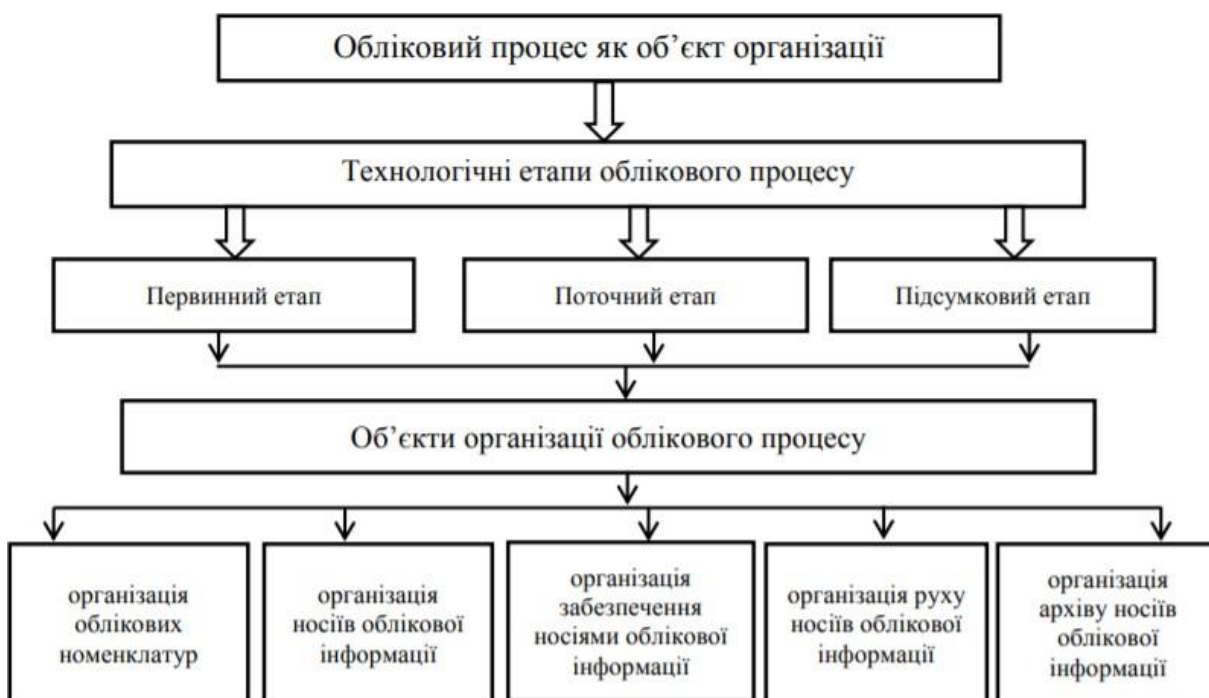 Обліковий процес як об’єкт організації
Технологічні етапи облікового процесу
Первинний етап
Поточний етап
Підсумковий етап
Об’єкти організації облікового процесу
організація
облікових
номенклатур
організація
носіїв облікової
інформації
організація
забезпечення
носіями облікової
інформації
організація руху
носіїв облікової
інформації
організація
архіву носіїв
облікової
інформації